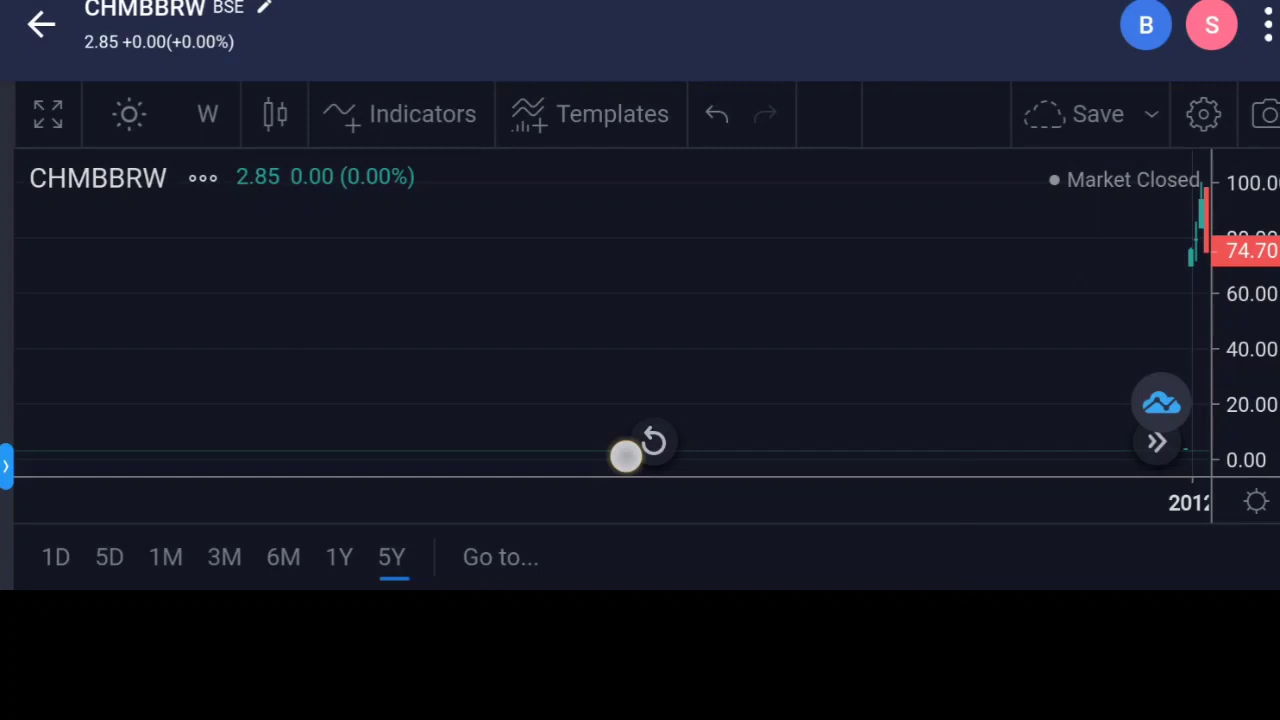 CHMBBRW BSE
2.85 +0.00(+0.00%)
B
S
W
Indicators
Templates
Save
CHMBBRW
2.85 0.00 (0.00%)
Market Closed
100.0
74.70
60.00
40.00
20.00
0.00
2012
1D 5D 1M 3M 6M 1Y 5Y Go to...